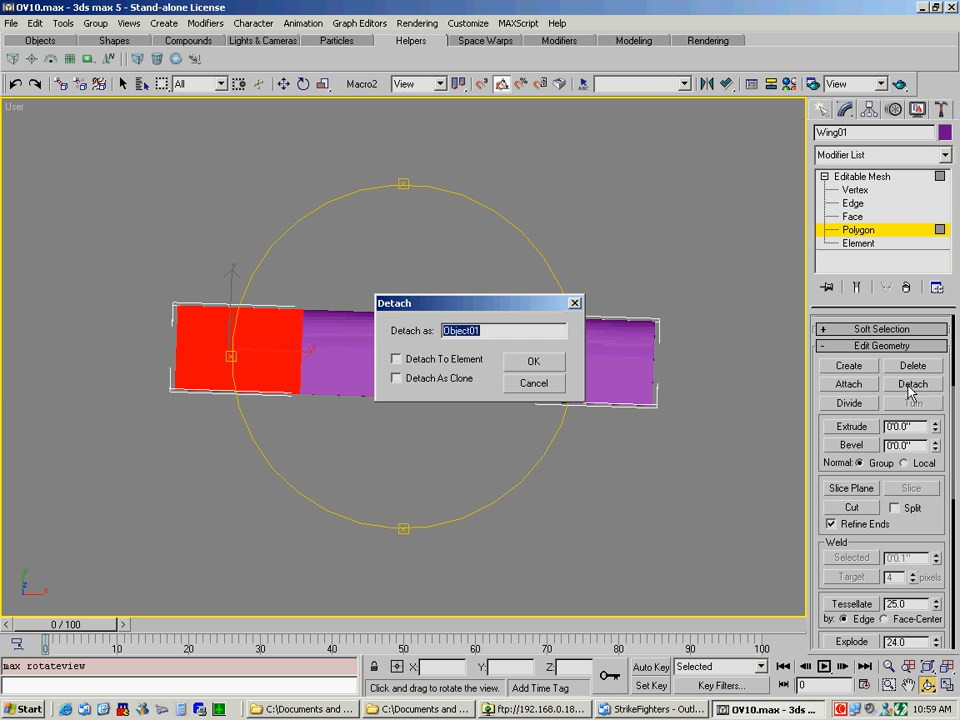 OV10.max - 3ds max 5 - Stand-alone License
File Edit Tools Group Views Create Modifiers Character Animation Graph Editors Rendering Customize MAXScript Help
Objects Shapes Compounds Lights & Cameras Particles Helpers Space Warps Modifiers Modeling Rendering
All Macro2 View View
User
Wing01
Modifier List
Editable Mesh
Vertex
Edge
Face
Polygon
Element
Detach
Detach as: Object01
Detach To Element OK
Detach As Clone Cancel
+ Soft Selection
- Edit Geometry
Create Delete
Attach Detach
Divide Turn
Extrude 0'0.0"
Bevel 0'0.0"
Normal: Group Local
Slice Plane Slice
Cut Split
Refine Ends
Weld
Selected 0'0.1"
Target 4 pixels
Tessellate 25.0
by: Edge Face-Center
Explode 24.0
x
z
< 0 / 100 >
0 10 20 30 40 50 60 70 80 90 100
max rotateview X: Y: Z: Auto Key Selected
Click and drag to rotate the view. Add Time Tag Set Key Key Filters... 0
Start C:\Documents and ... C:\Documents and ... ftp://192.168.0.18... StrikeFighters - Outl... OV10.max - 3ds ... 10:59 AM